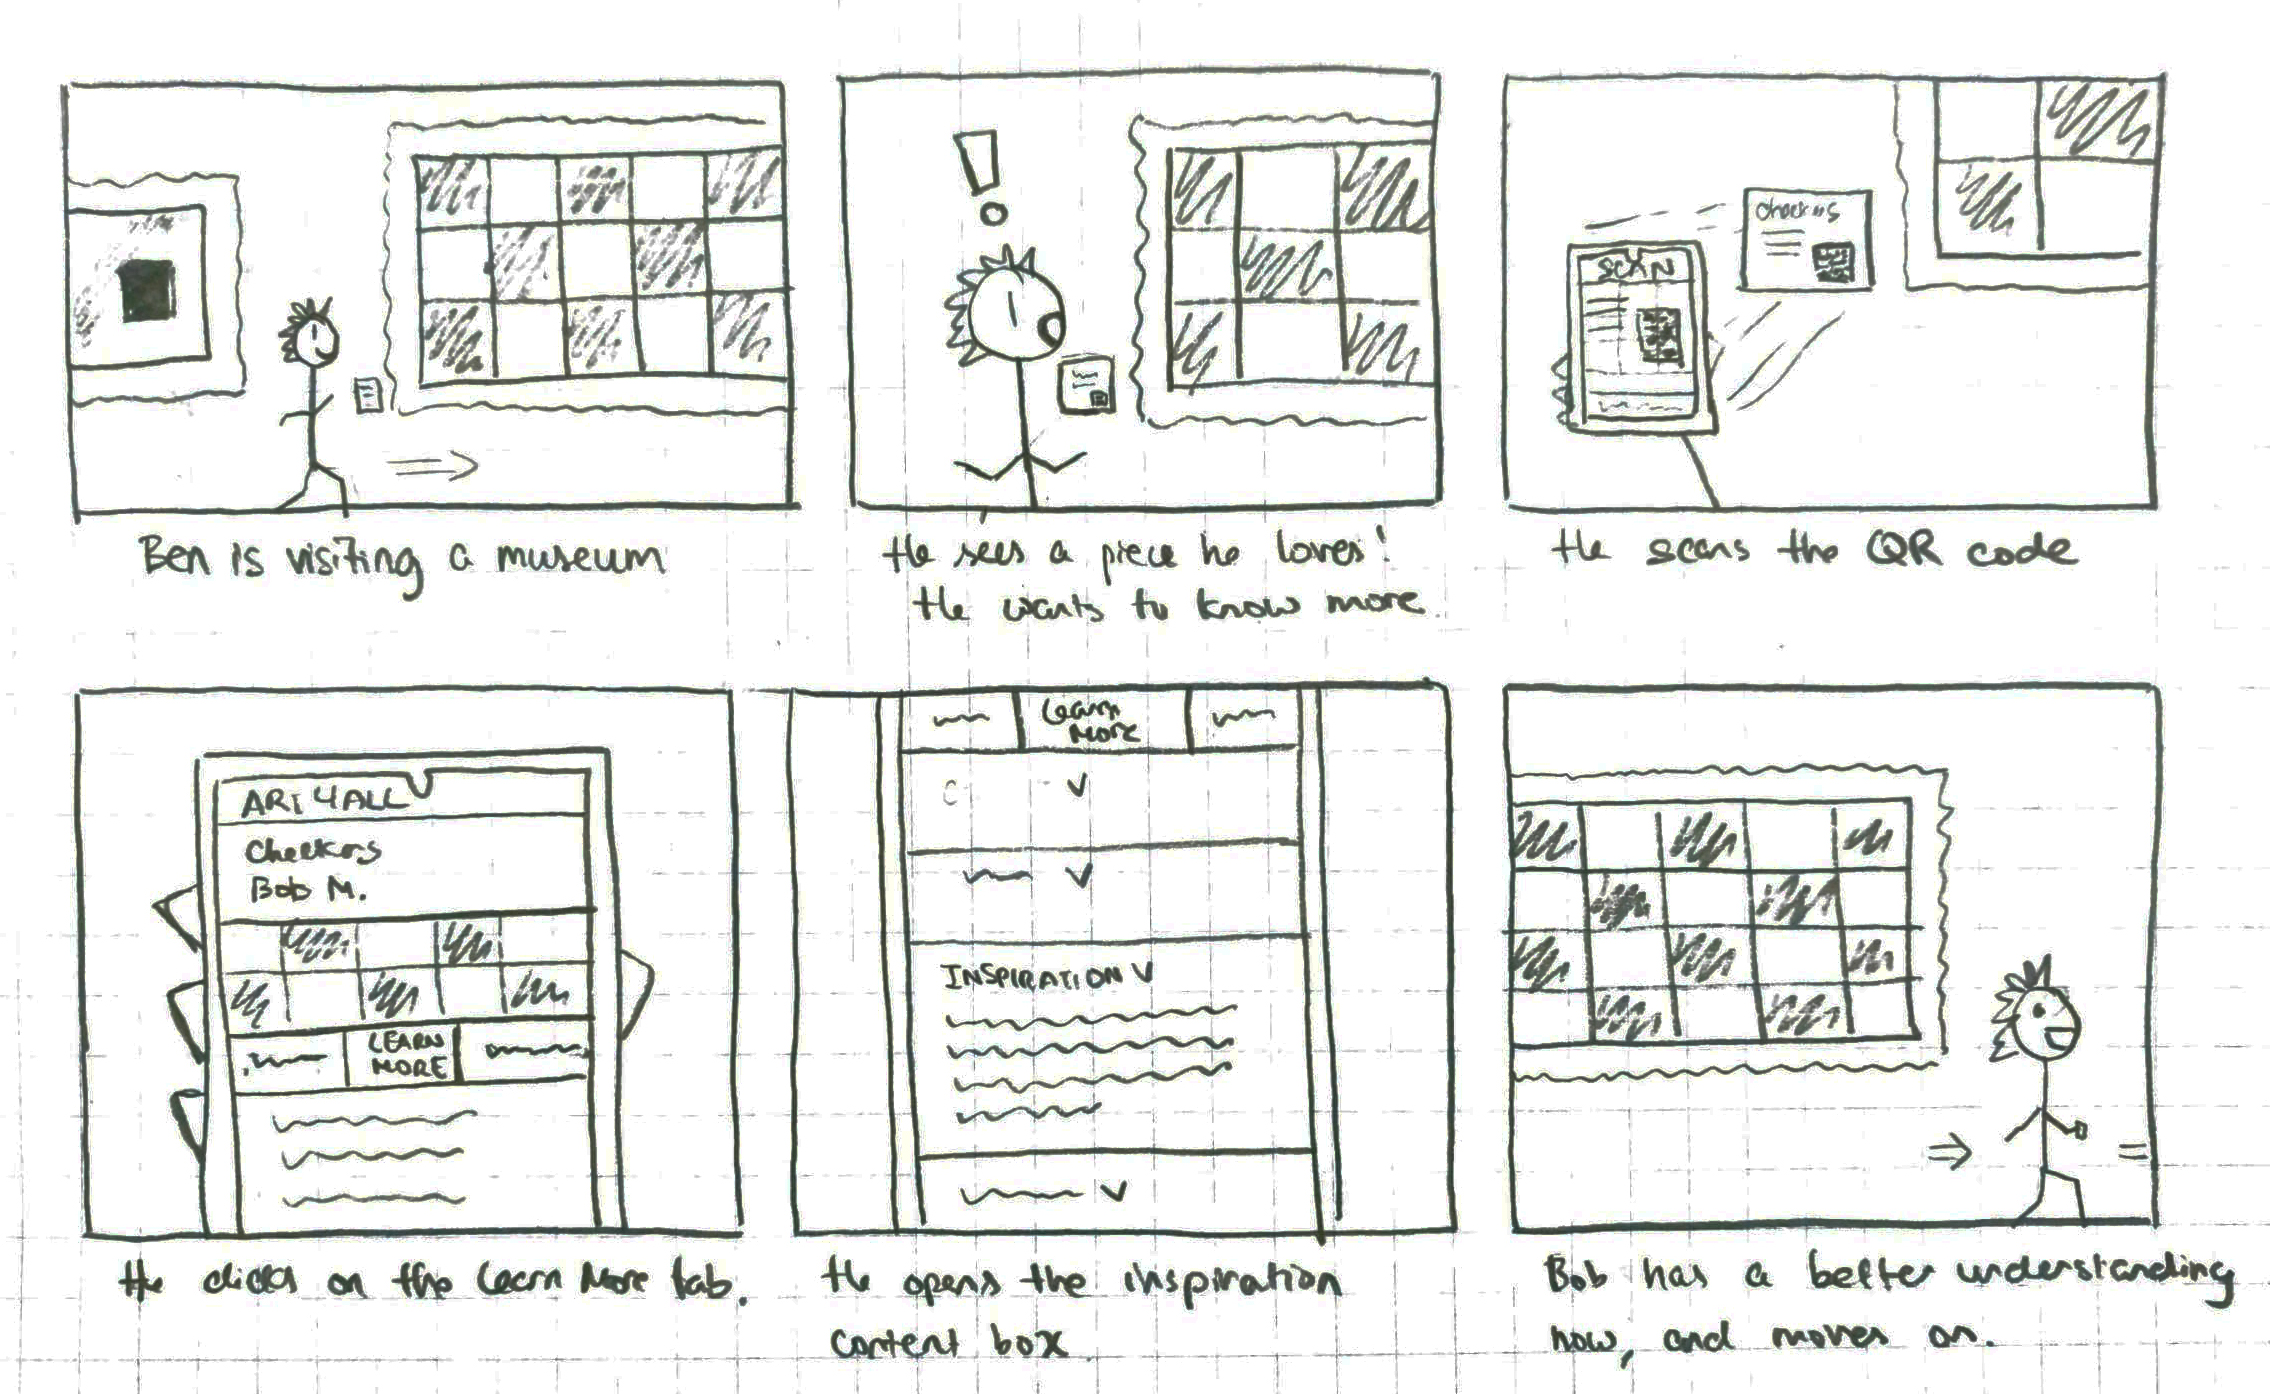 Checkers
SCAN
Ben is visiting a museum
He sees a piece he loves!
He wants to know more.
He scans the QR code
ART 4 ALL
Checkers
Bob M.
LEARN
MORE
Learn
More
INSPIRATION
He clicks on the Learn More tab.
He opens the inspiration
content box
Bob has a better understanding
now, and moves on.